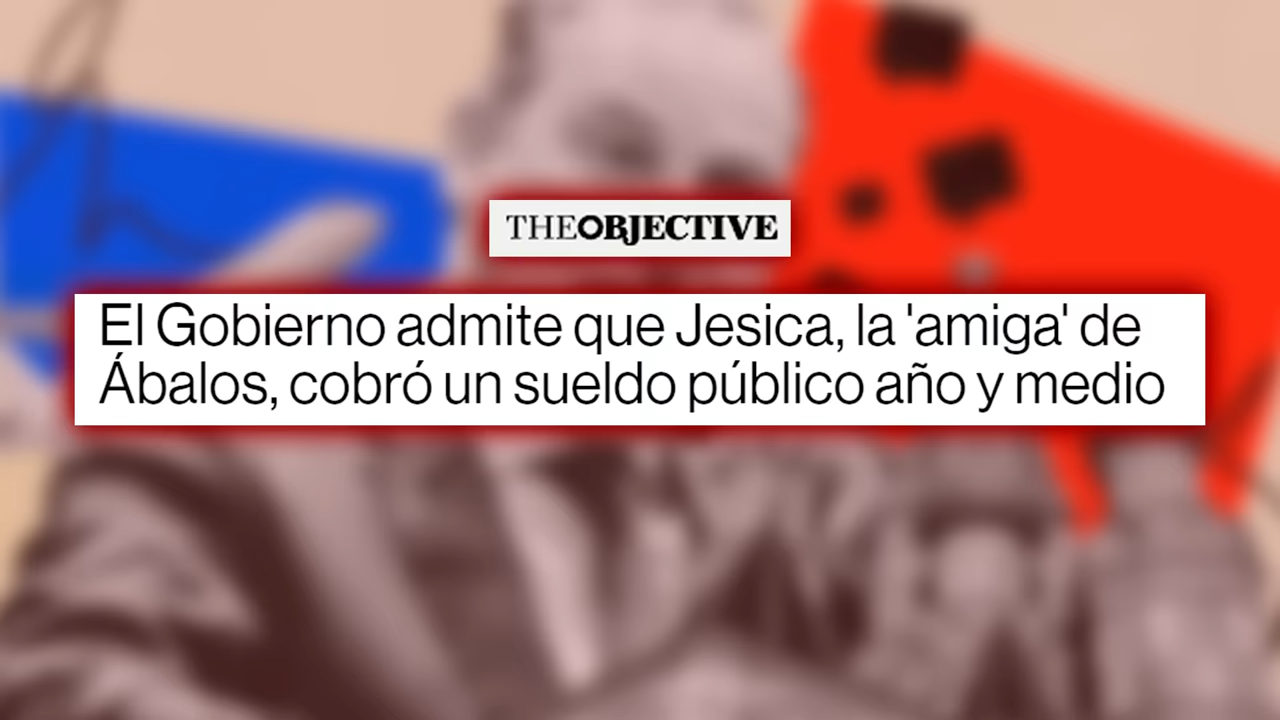 THEOBJECTIVE
El Gobierno admite que Jesica, la 'amiga' de
Ábalos, cobró un sueldo público año y medio